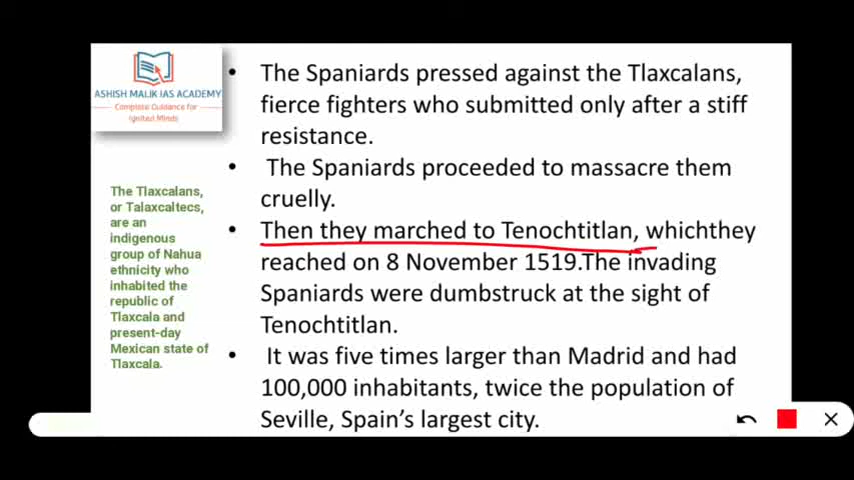 ASHISH MALIK IAS ACADEMY
Complete Guidance for
Ignited Minds
The Tlaxcalans,
or Talaxcaltecs,
are an
indigenous
group of Nahua
ethnicity who
inhabited the
republic of
Tlaxcala and
present-day
Mexican state of
Tlaxcala.
• The Spaniards pressed against the Tlaxcalans,
fierce fighters who submitted only after a stiff
resistance.
• The Spaniards proceeded to massacre them
cruelly.
• Then they marched to Tenochtitlan, whichthey
reached on 8 November 1519.The invading
Spaniards were dumbstruck at the sight of
Tenochtitlan.
• It was five times larger than Madrid and had
100,000 inhabitants, twice the population of
Seville, Spain’s largest city.